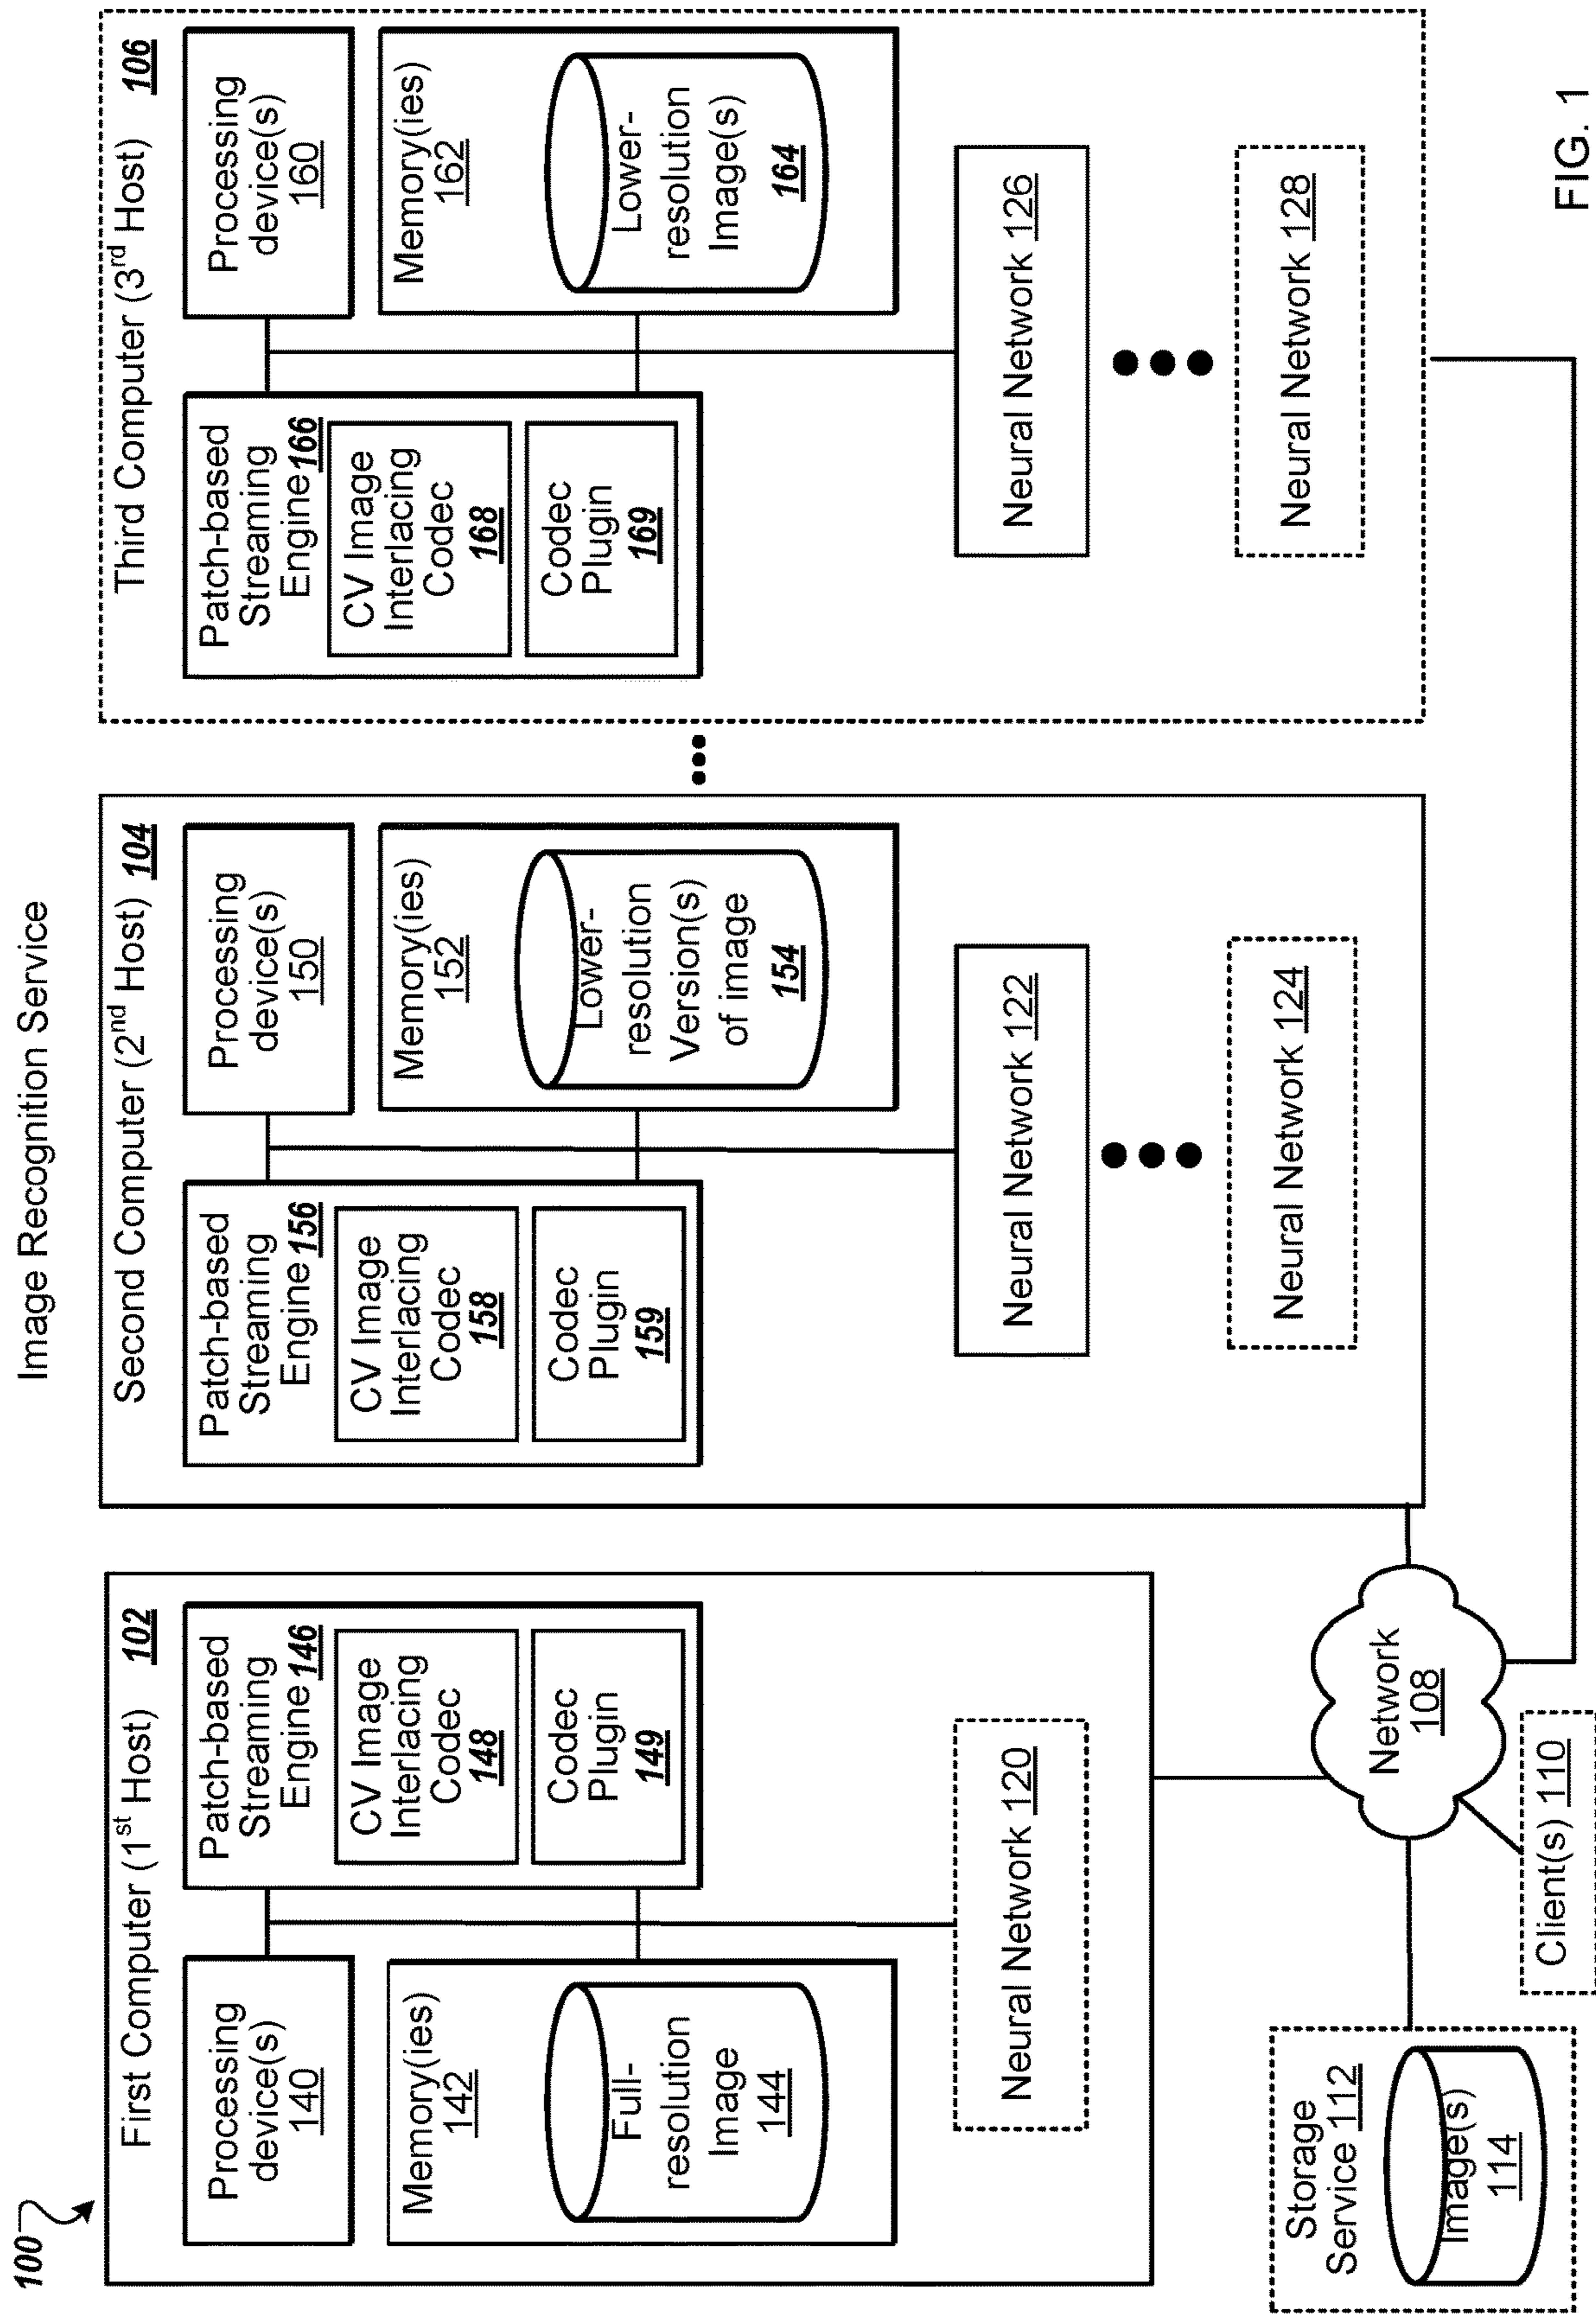 Image Recognition Service
100
First Computer (1st Host) 102
Processing
device(s)
140
Memory(ies)
142
Full-
resolution
Image
144
Patch-based
Streaming
Engine 146
CV Image
Interlacing
Codec
148
Codec
Plugin
149
Neural Network 120
Second Computer (2nd Host) 104
Patch-based
Streaming
Engine 156
CV Image
Interlacing
Codec
158
Codec
Plugin
159
Processing
device(s)
150
Memory(ies)
152
Lower-
resolution
Version(s)
of image
154
Neural Network 122
Neural Network 124
Third Computer (3rd Host) 106
Patch-based
Streaming
Engine 166
CV Image
Interlacing
Codec
168
Codec
Plugin
169
Processing
device(s)
160
Memory(ies)
162
Lower-
resolution
Image(s)
164
Neural Network 126
Neural Network 128
Storage
Service 112
Image(s)
114
Network
108
Client(s) 110
FIG. 1